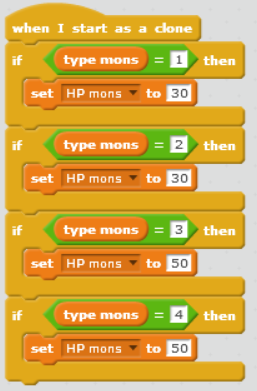 when I start as a clone
if type mons = 1 then
set HP mons to 30
if type mons = 2 then
set HP mons to 30
if type mons = 3 then
set HP mons to 50
if type mons = 4 then
set HP mons to 50